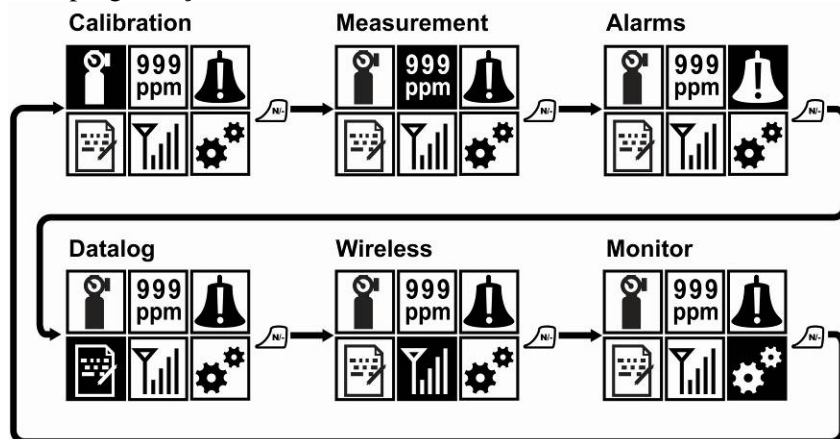 Calibration Measurement Alarms
999 999 999
ppm ppm ppm
N/- N/- N/-
Datalog Wireless Monitor
999 999 999
ppm ppm ppm
N/- N/- N/-